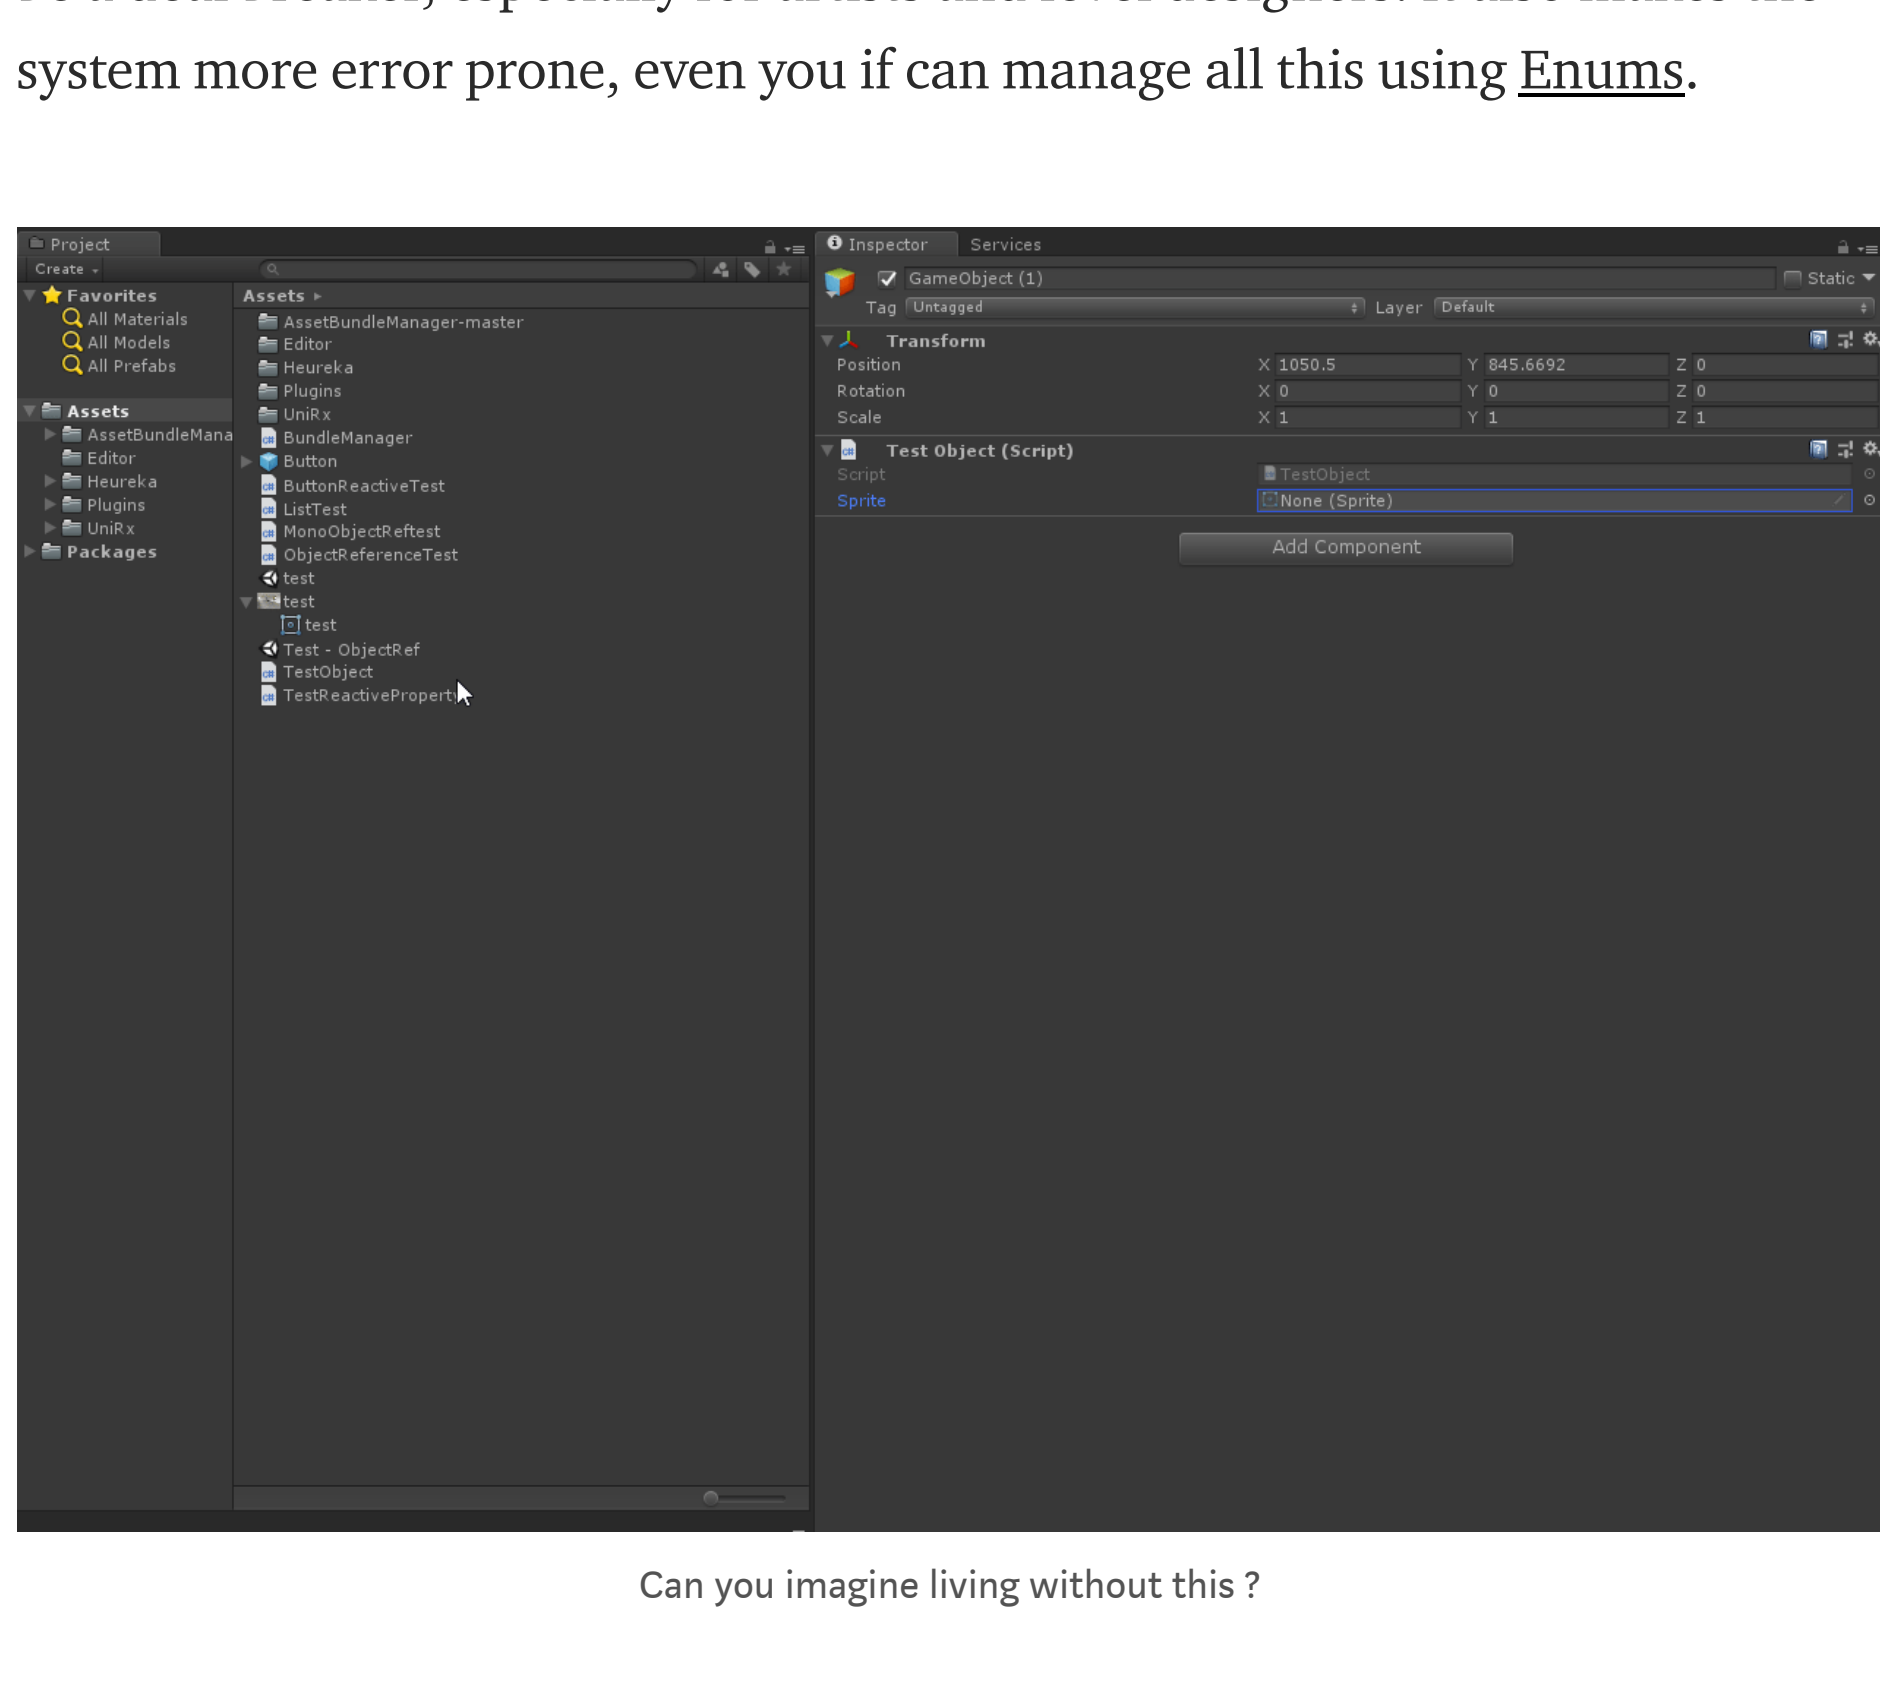 system more error prone, even you if can manage all this using Enums.
Project
Create
Favorites
All Materials
All Models
All Prefabs
Assets
AssetBundleMana
Editor
Heureka
Plugins
UniRx
Packages
Assets
AssetBundleManager-master
Editor
Heureka
Plugins
UniRx
BundleManager
Button
ButtonReactiveTest
ListTest
MonoObjectReftest
ObjectReferenceTest
test
test
test
Test - ObjectRef
TestObject
TestReactiveProperty
Inspector Services
GameObject (1) Static
Tag Untagged Layer Default
Transform
Position X 1050.5 Y 845.6692 Z 0
Rotation X 0 Y 0 Z 0
Scale X 1 Y 1 Z 1
Test Object (Script)
Script TestObject
Sprite None (Sprite)
Add Component
Can you imagine living without this ?